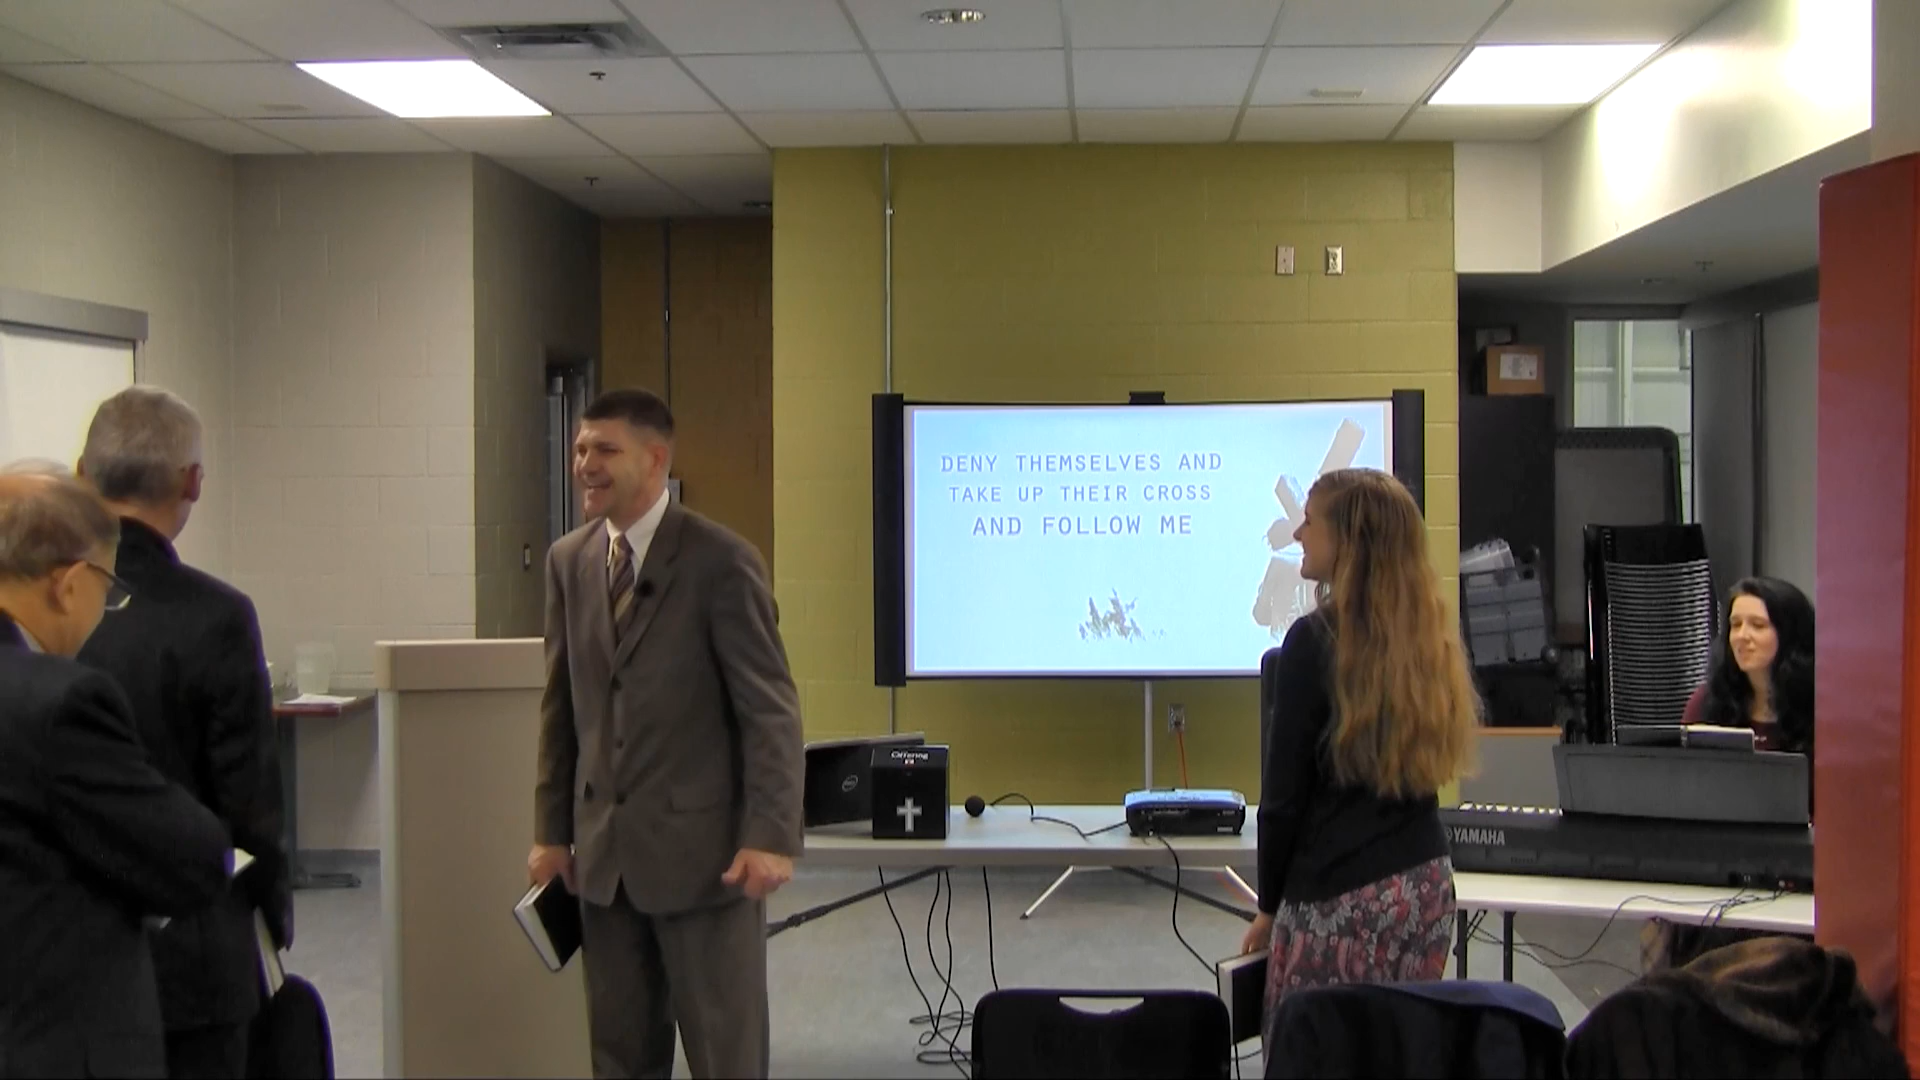 DENY THEMSELVES AND
TAKE UP THEIR CROSS
AND FOLLOW ME
Offering
YAMAHA